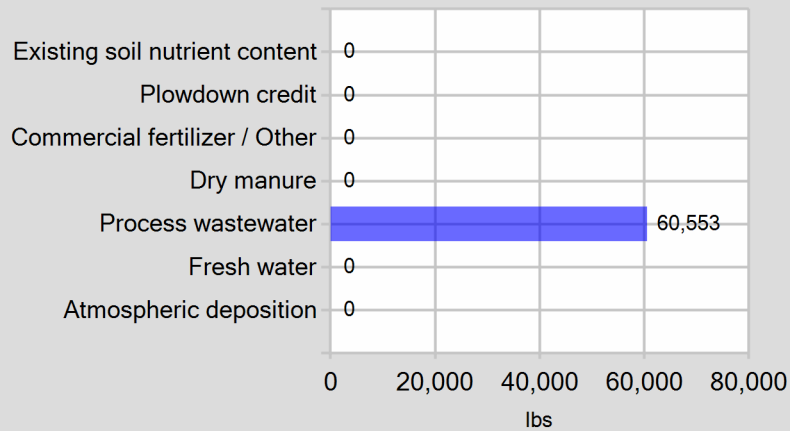 Existing soil nutrient content 0
Plowdown credit 0
Commercial fertilizer / Other 0
Dry manure 0
Process wastewater 60,553
Fresh water 0
Atmospheric deposition 0
0 20,000 40,000 60,000 80,000
lbs